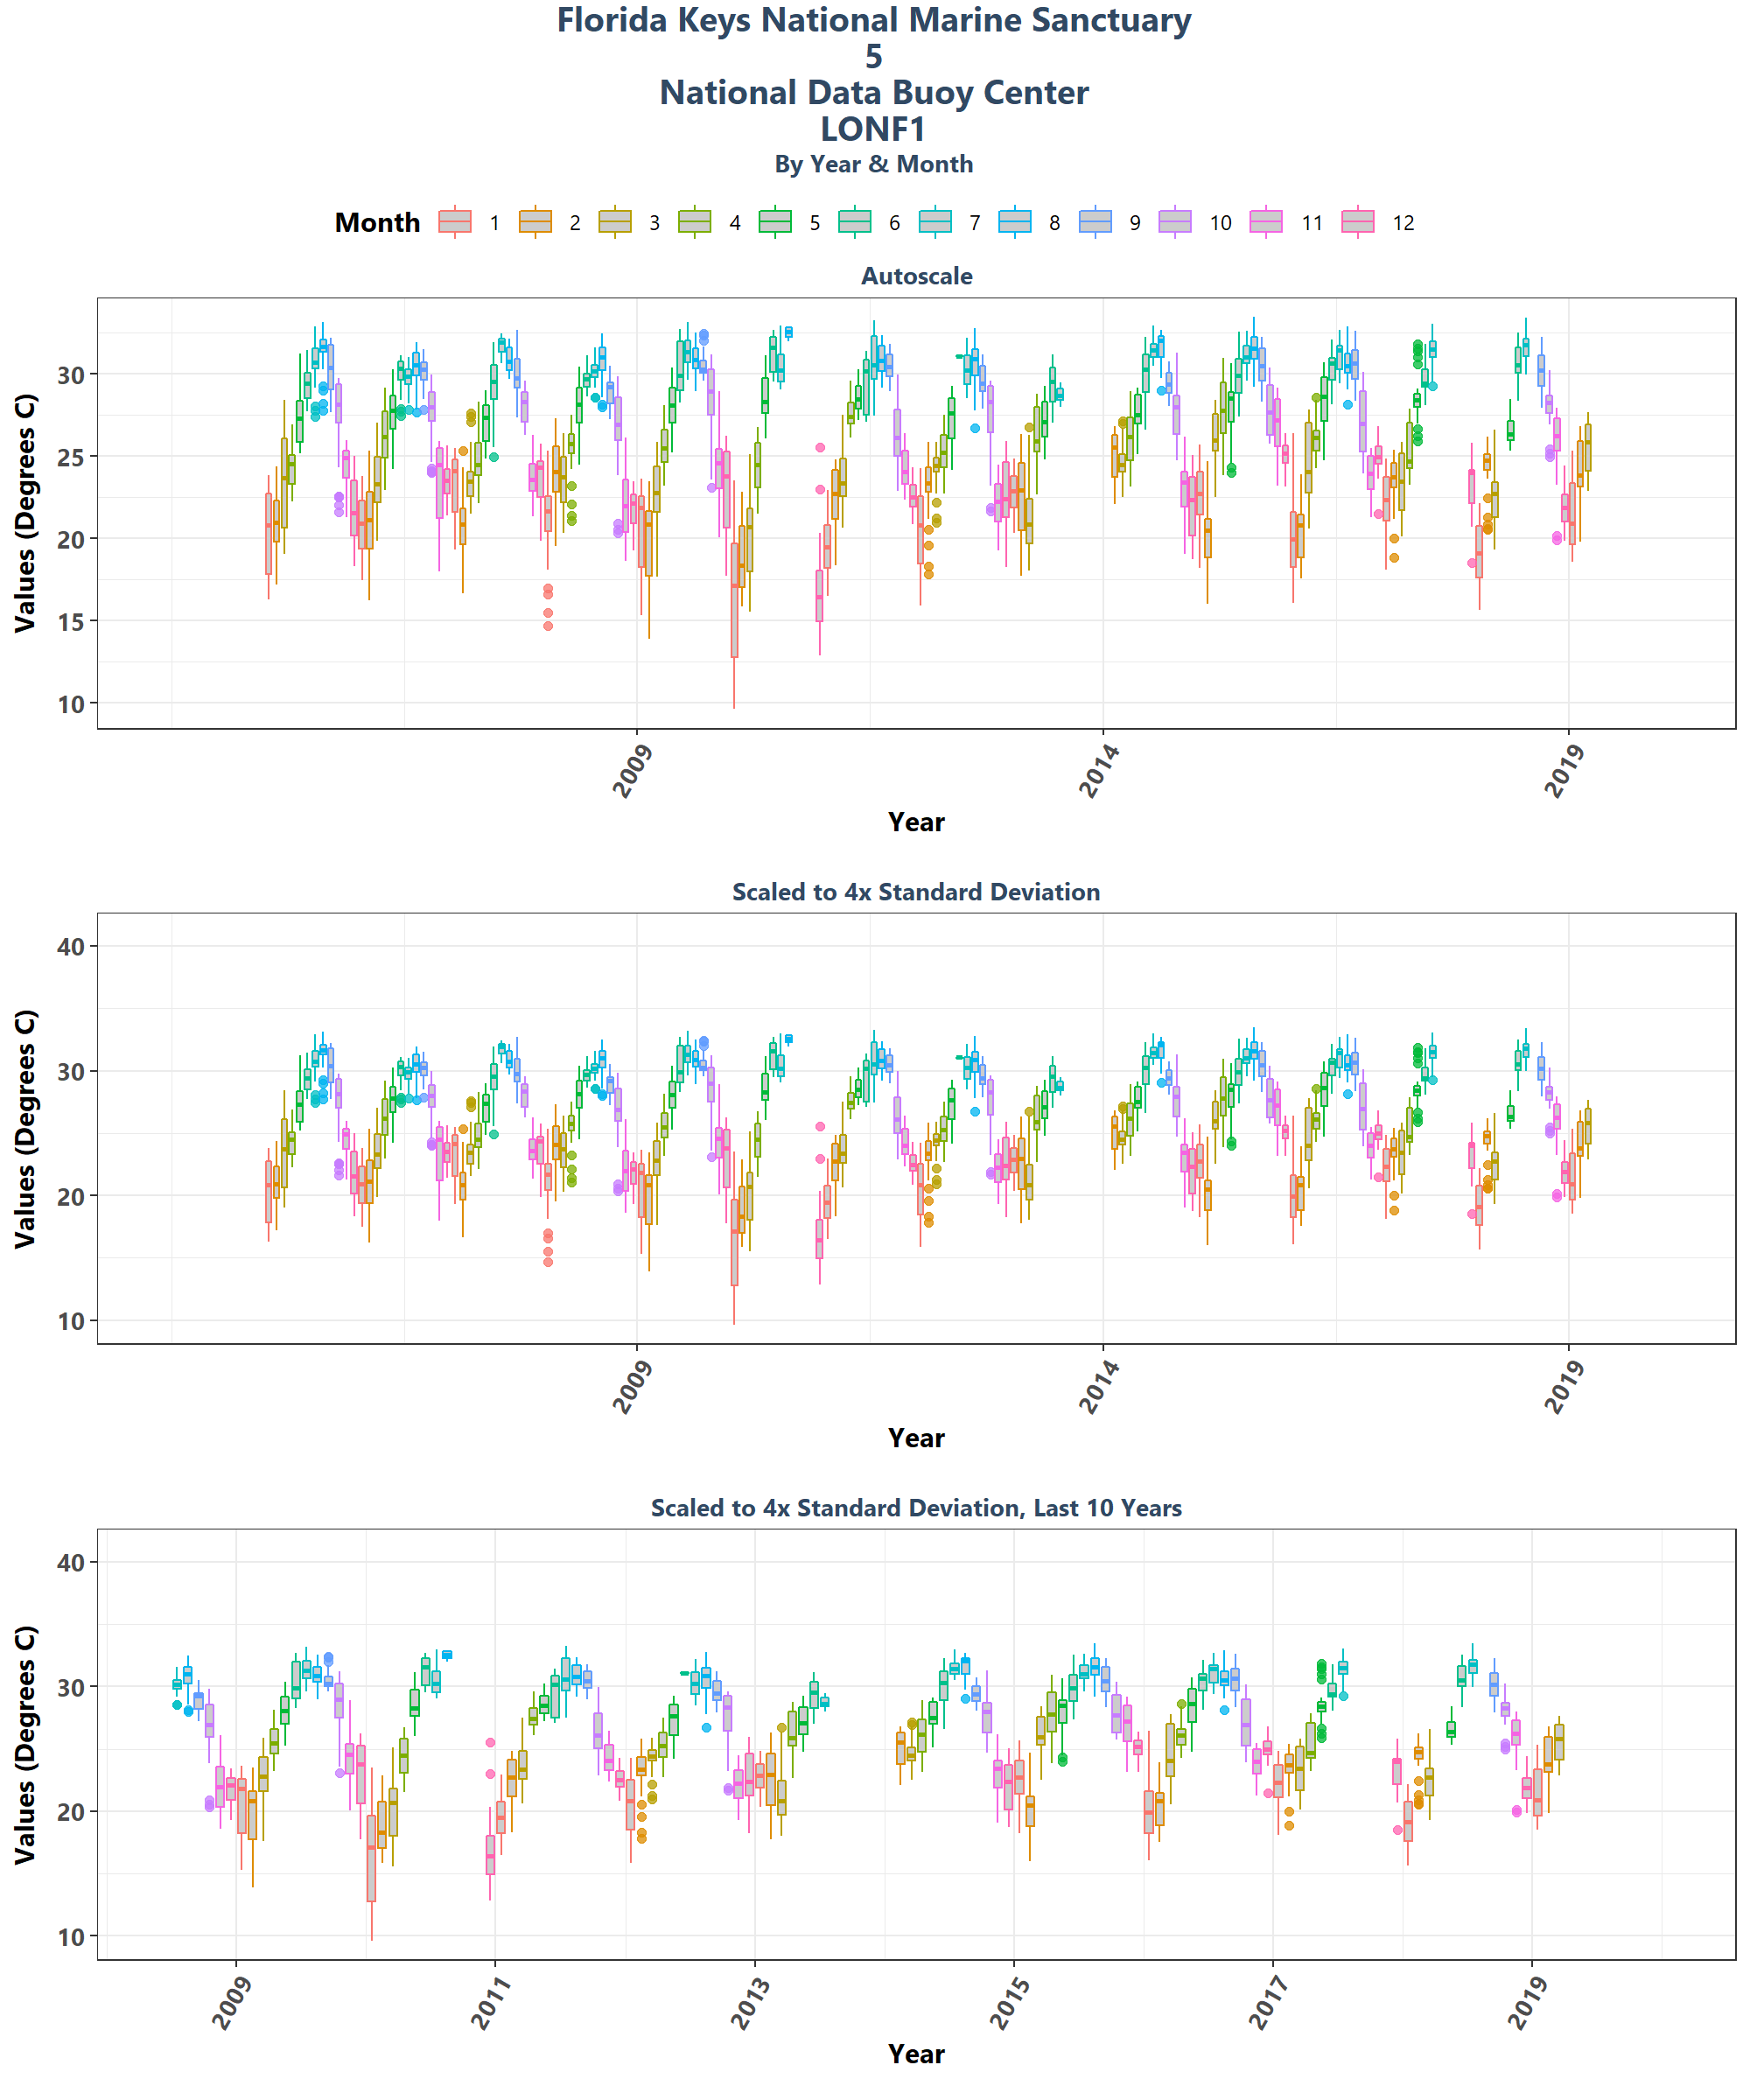 Florida Keys National Marine Sanctuary
5
National Data Buoy Center
LONF1
By Year & Month
Month 1 2 3 4 5 6 7 8 9 10 11 12
Autoscale
Values (Degrees C)
30
25
20
15
10
2009 2014 2019
Year
Scaled to 4x Standard Deviation
Values (Degrees C)
40
30
20
10
2009 2014 2019
Year
Scaled to 4x Standard Deviation, Last 10 Years
Values (Degrees C)
40
30
20
10
2009 2011 2013 2015 2017 2019
Year